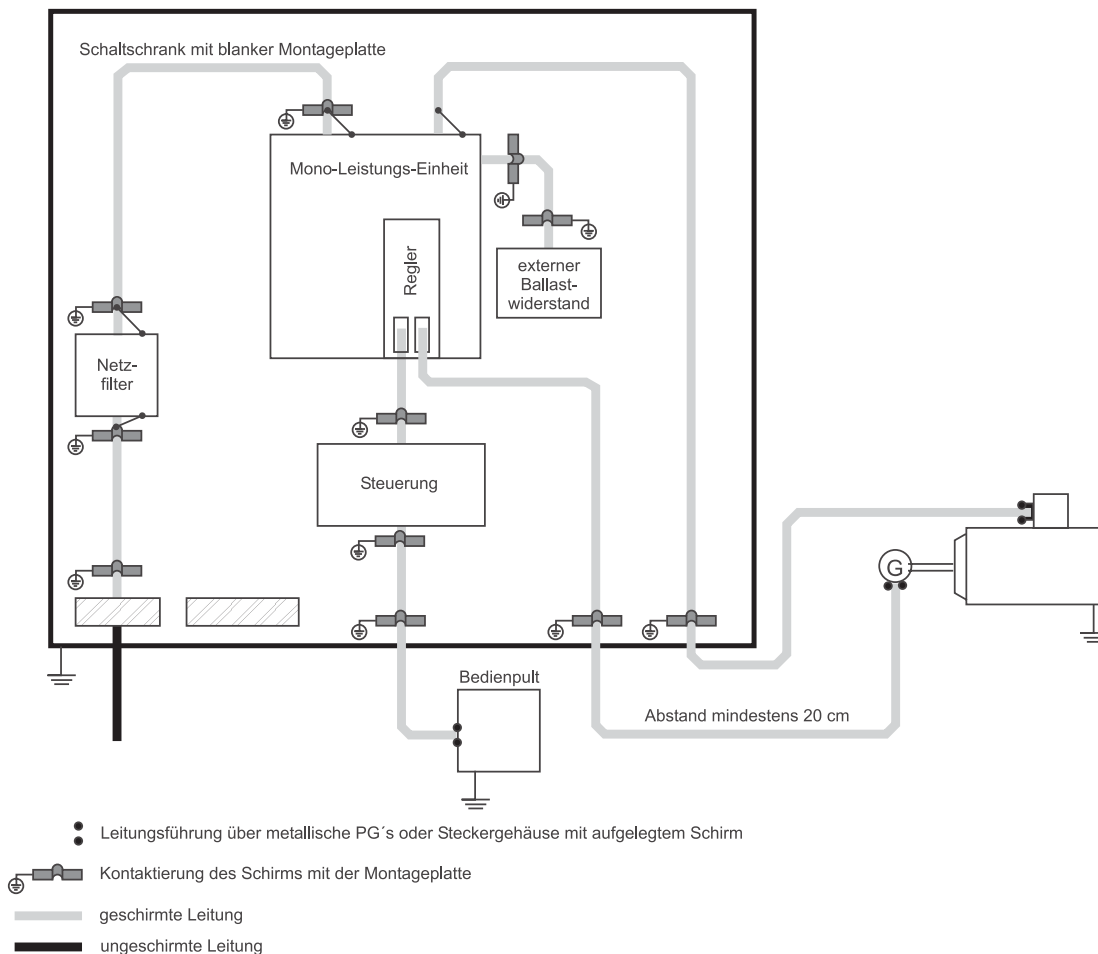 Schaltschrank mit blanker Montageplatte
Mono-Leistungs-Einheit
Regler
externer
Ballast-
widerstand
Netz-
filter
Steuerung
G
Bedienpult
Abstand mindestens 20 cm
Leitungsführung über metallische PG´s oder Steckergehäuse mit aufgelegtem Schirm
Kontaktierung des Schirms mit der Montageplatte
geschirmte Leitung
ungeschirmte Leitung